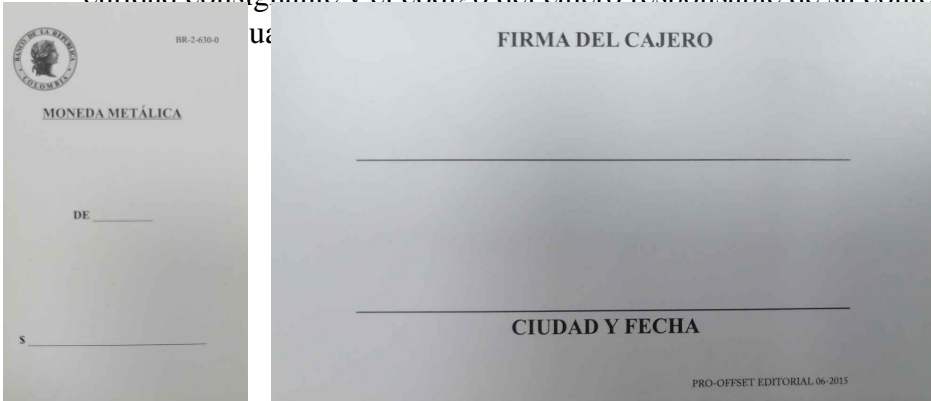 BANCO DE LA REPUBLICA
COLOMBIA
BR-2-630-0
MONEDA METÁLICA
DE
$
FIRMA DEL CAJERO
CIUDAD Y FECHA
PRO-OFFSET EDITORIAL 06-2015